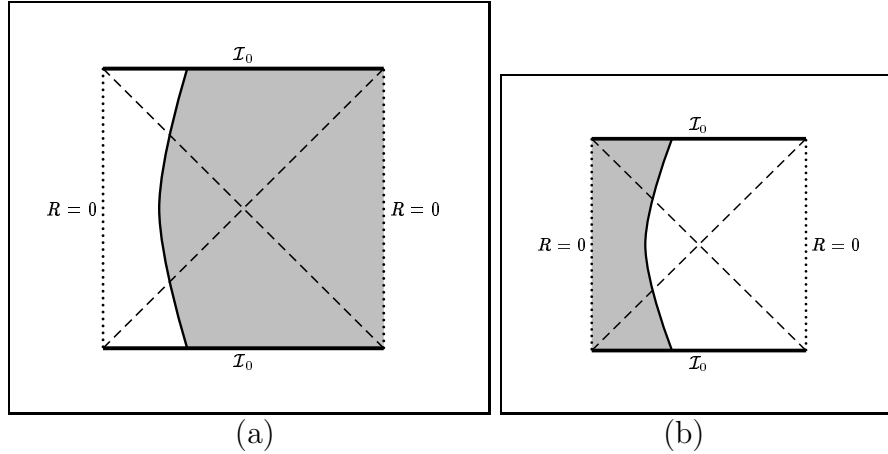 𝓘₀
R = 0
R = 0
𝓘₀
(a)
𝓘₀
R = 0
R = 0
𝓘₀
(b)